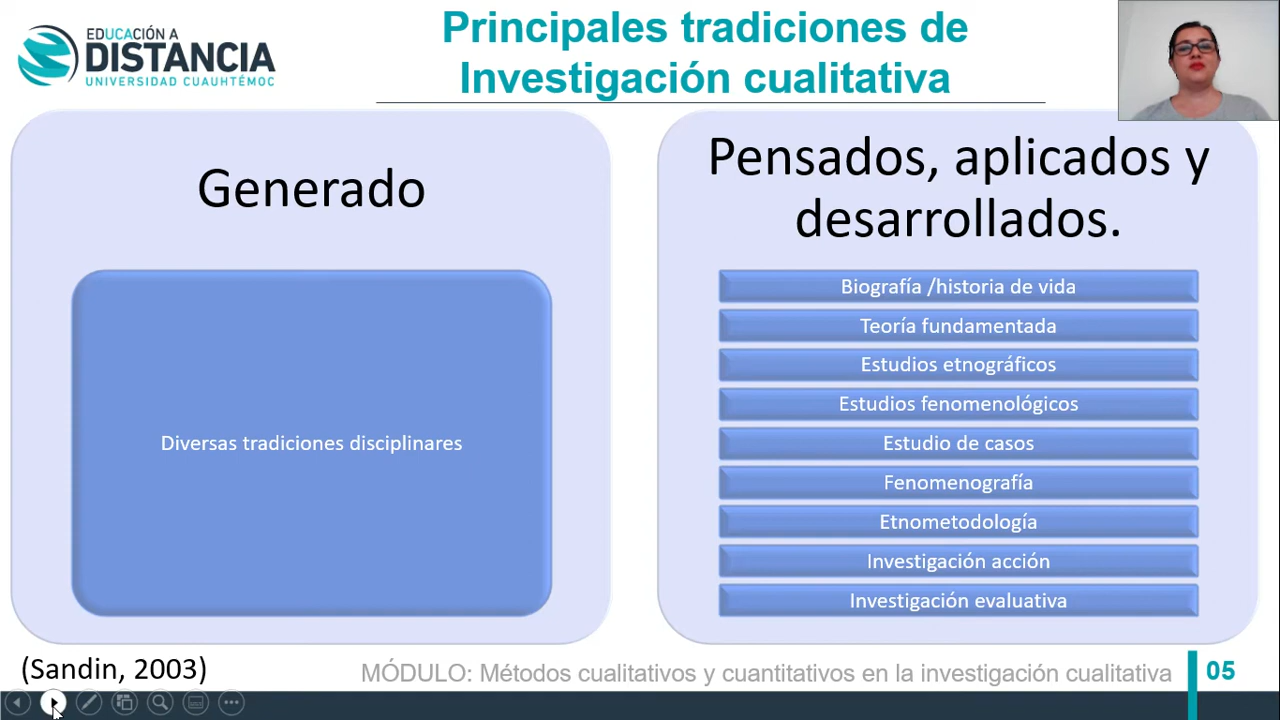 EDUCACIÓN A
DISTANCIA
UNIVERSIDAD CUAUHTÉMOC
Principales tradiciones de
Investigación cualitativa
Generado
Diversas tradiciones disciplinares
Pensados, aplicados y
desarrollados.
Biografía /historia de vida
Teoría fundamentada
Estudios etnográficos
Estudios fenomenológicos
Estudio de casos
Fenomenografía
Etnometodología
Investigación acción
Investigación evaluativa
(Sandin, 2003)
MÓDULO: Métodos cualitativos y cuantitativos en la investigación cualitativa
05